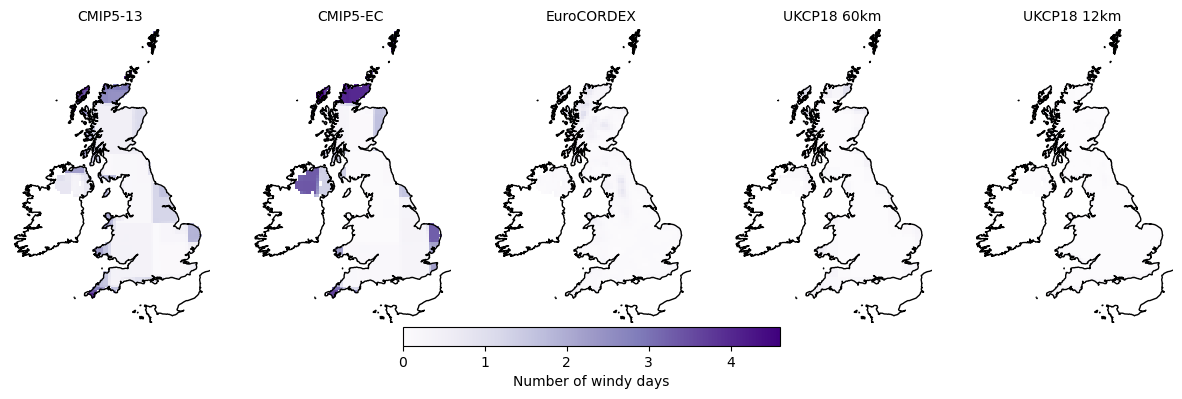 CMIP5-13
CMIP5-EC
EuroCORDEX
UKCP18 60km
UKCP18 12km
0 1 2 3 4
Number of windy days